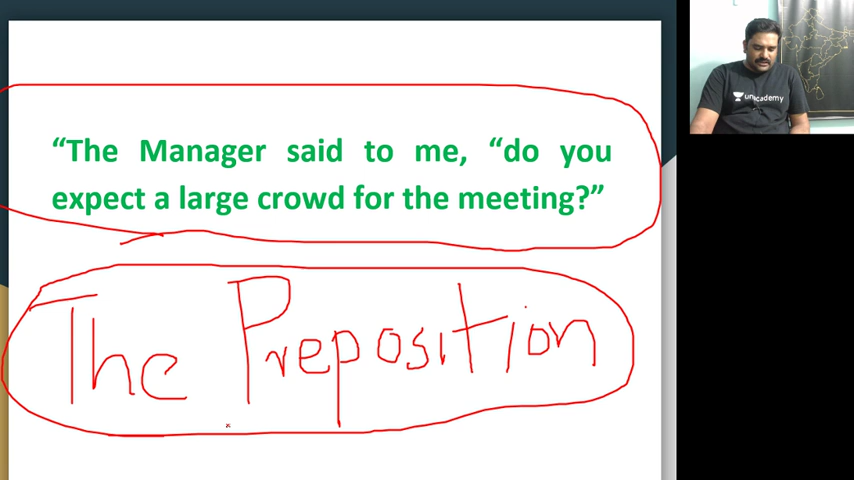 “The Manager said to me, “do you
expect a large crowd for the meeting?”
The Preposition
unacademy